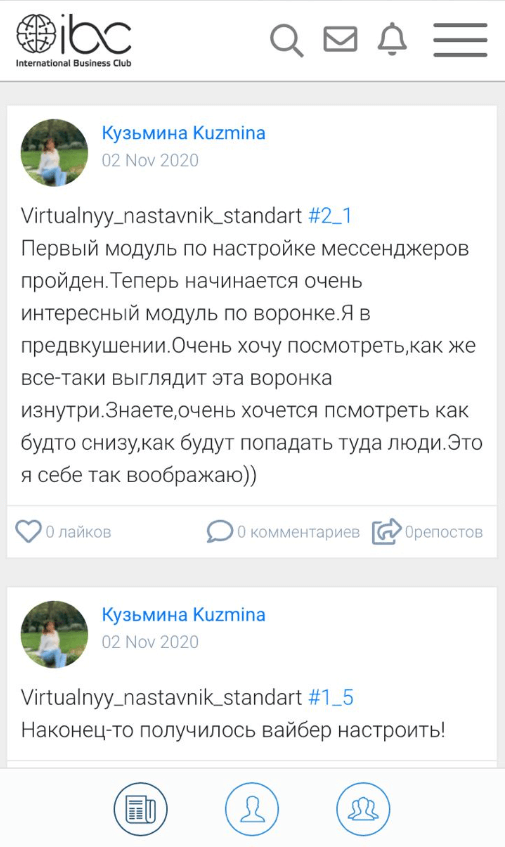 ibc
International Business Club
Кузьмина Kuzmina
02 Nov 2020
Virtualnyy_nastavnik_standart #2_1
Первый модуль по настройке мессенджеров
пройден.Теперь начинается очень
интересный модуль по воронке.Я в
предвкушении.Очень хочу посмотреть,как же
все-таки выглядит эта воронка
изнутри.Знаете,очень хочется псмотреть как
будто снизу,как будут попадать туда люди.Это
я себе так воображаю))
0 лайков 0 комментариев 0репостов
Кузьмина Kuzmina
02 Nov 2020
Virtualnyy_nastavnik_standart #1_5
Наконец-то получилось вайбер настроить!